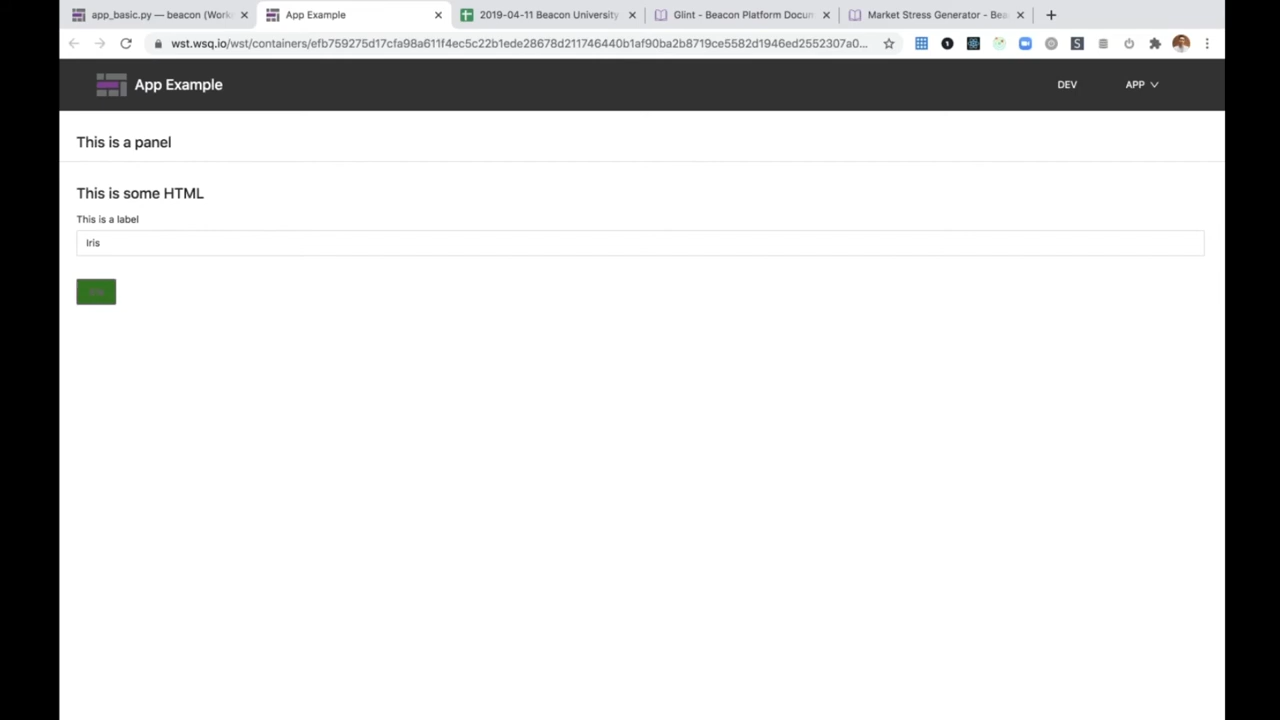 app_basic.py — beacon (Work
App Example
2019-04-11 Beacon University
Glint - Beacon Platform Docum
Market Stress Generator - Bea
wst.wsq.io/wst/containers/efb759275d17cfa98a611f4ec5c22b1ede28678d211746440b1af90ba2b8719ce5582d1946ed2552307a0...
App Example
DEV
APP
This is a panel
This is some HTML
This is a label
Iris